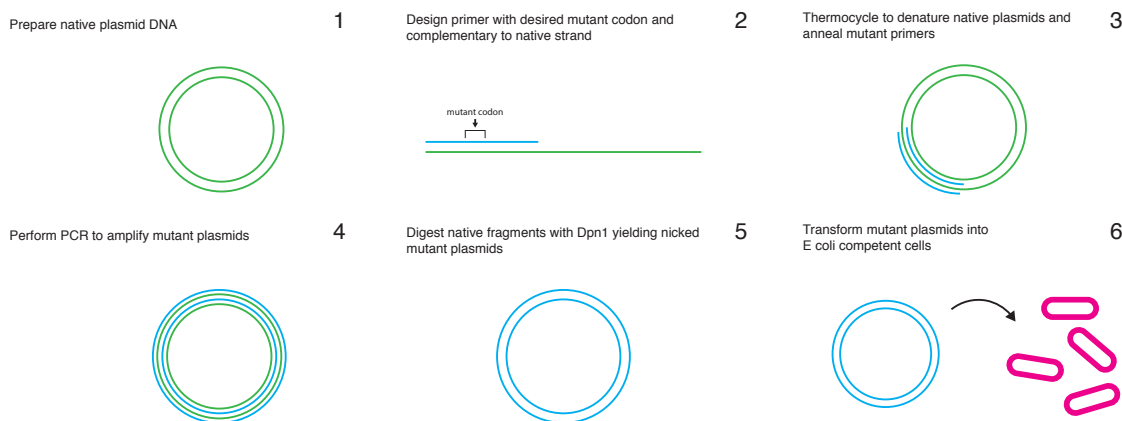 Prepare native plasmid DNA
1
Design primer with desired mutant codon and
complementary to native strand
2
mutant codon
Thermocycle to denature native plasmids and
anneal mutant primers
3
Perform PCR to amplify mutant plasmids
4
Digest native fragments with Dpn1 yielding nicked
mutant plasmids
5
Transform mutant plasmids into
E coli competent cells
6